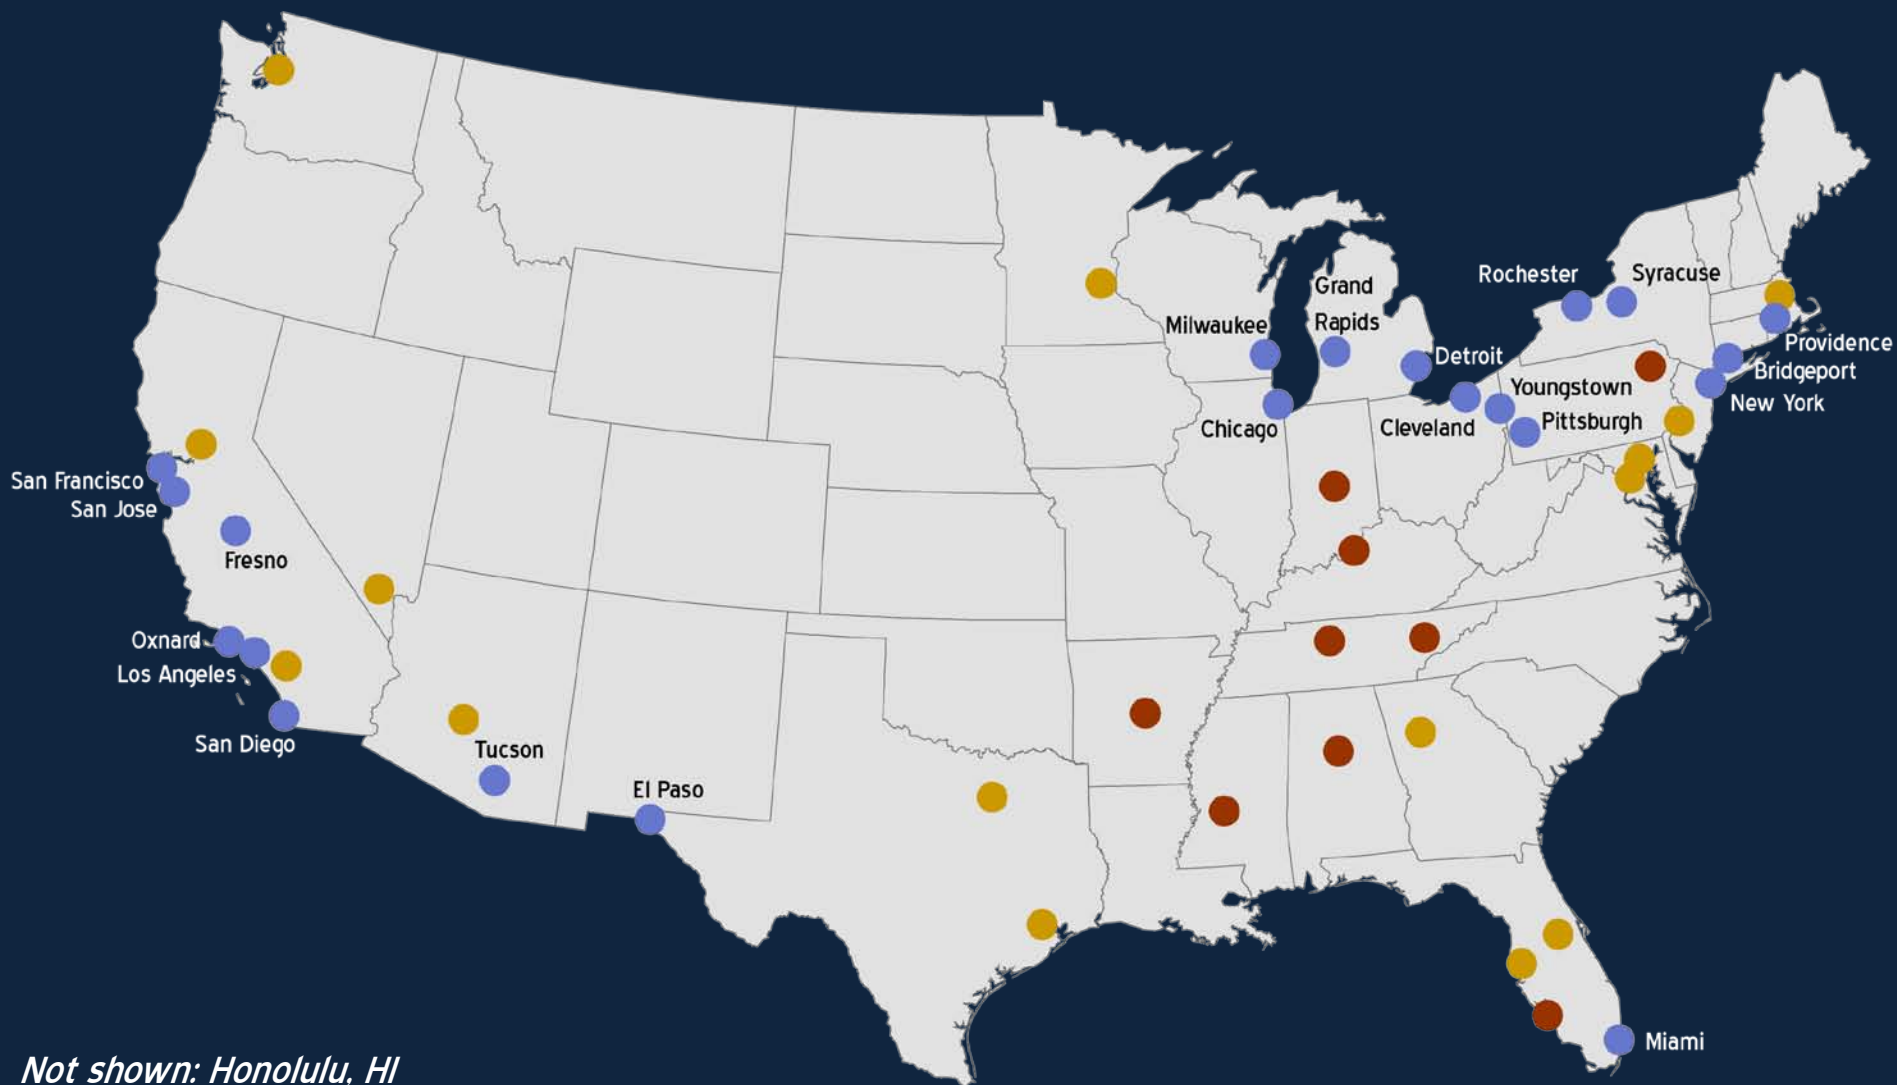 Rochester
Syracuse
Grand
Rapids
Milwaukee
Detroit
Providence
Bridgeport
Youngstown
New York
Pittsburgh
Chicago
Cleveland
San Francisco
San Jose
Fresno
Oxnard
Los Angeles
San Diego
Tucson
El Paso
Miami
Not shown: Honolulu, HI